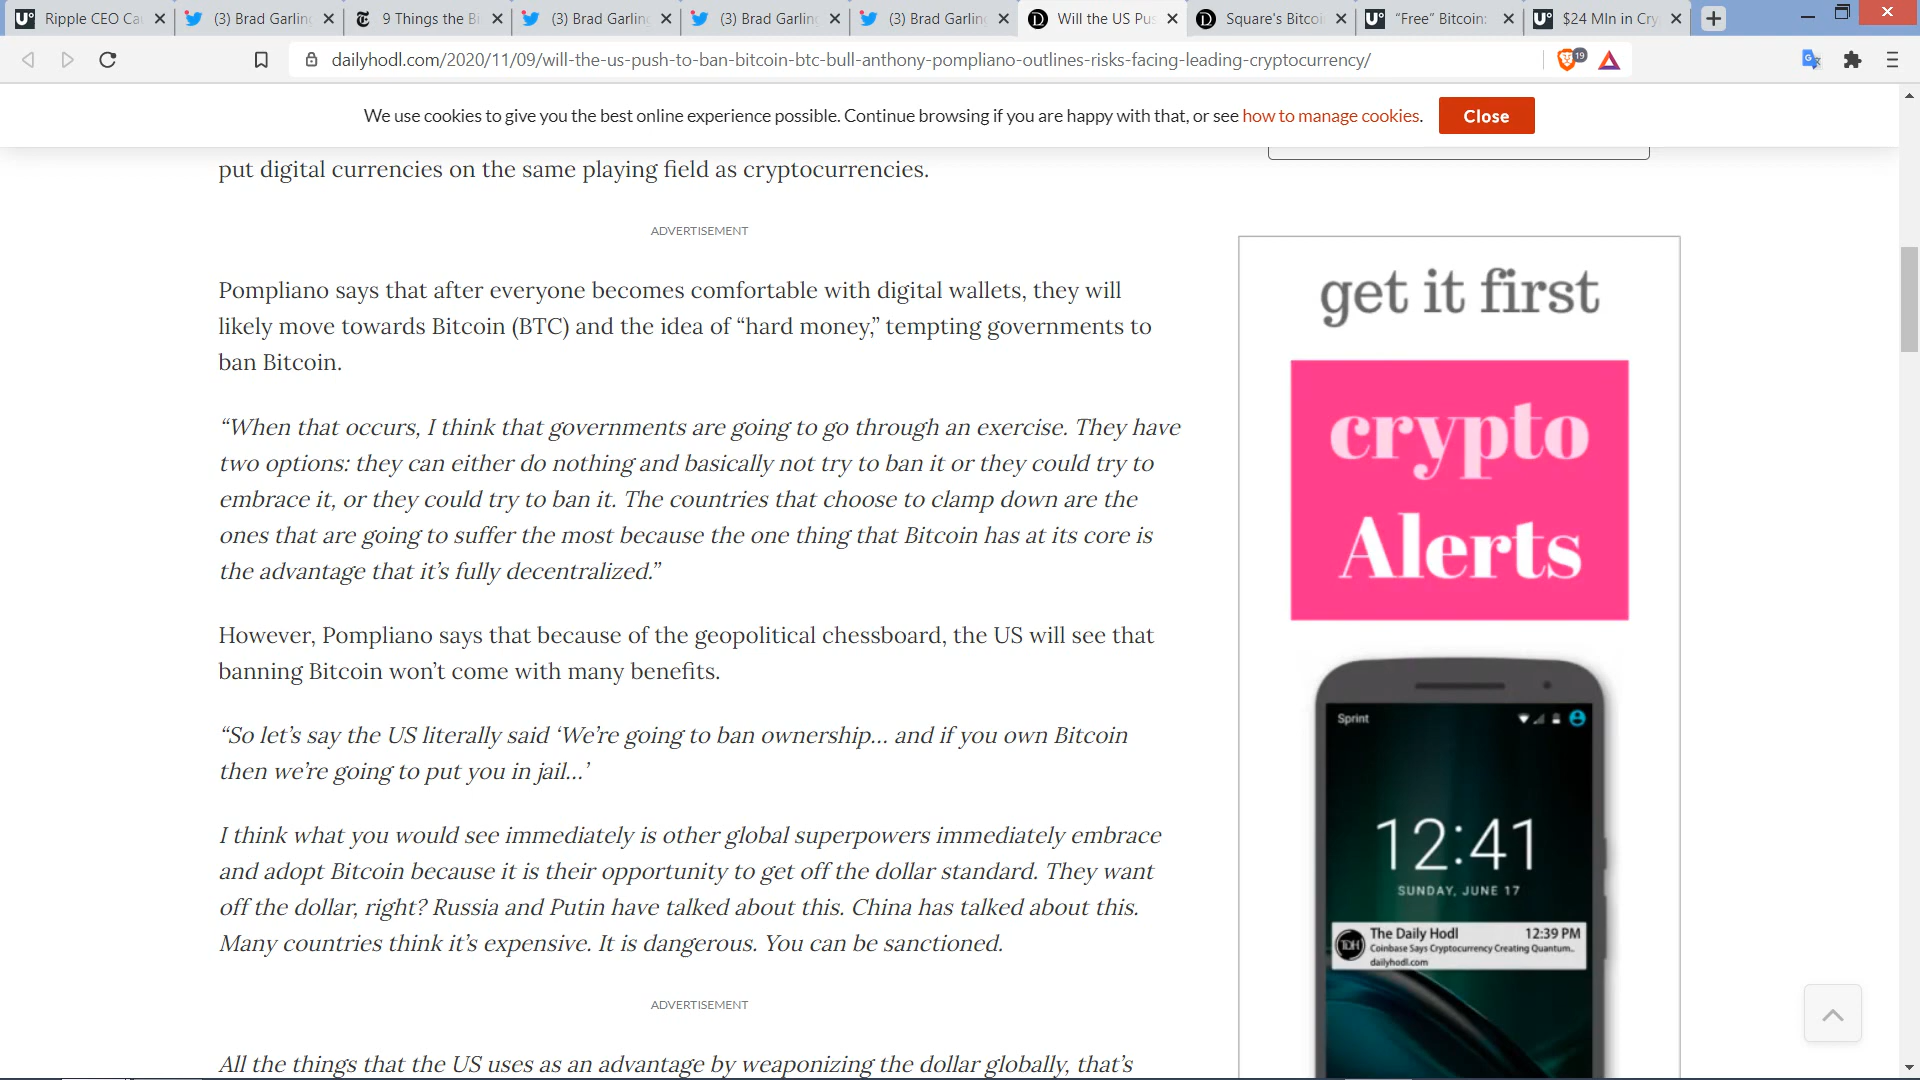 Ripple CEO Ca
(3) Brad Garling
9 Things the Bi
(3) Brad Garling
(3) Brad Garling
(3) Brad Garling
Will the US Pus
Square's Bitcoi
“Free” Bitcoin:
$24 Mln in Cry
dailyhodl.com/2020/11/09/will-the-us-push-to-ban-bitcoin-btc-bull-anthony-pompliano-outlines-risks-facing-leading-cryptocurrency/
19
We use cookies to give you the best online experience possible. Continue browsing if you are happy with that, or see how to manage cookies.
Close
put digital currencies on the same playing field as cryptocurrencies.
ADVERTISEMENT
Pompliano says that after everyone becomes comfortable with digital wallets, they will
likely move towards Bitcoin (BTC) and the idea of “hard money,” tempting governments to
ban Bitcoin.
“When that occurs, I think that governments are going to go through an exercise. They have
two options: they can either do nothing and basically not try to ban it or they could try to
embrace it, or they could try to ban it. The countries that choose to clamp down are the
ones that are going to suffer the most because the one thing that Bitcoin has at its core is
the advantage that it’s fully decentralized.”
However, Pompliano says that because of the geopolitical chessboard, the US will see that
banning Bitcoin won’t come with many benefits.
“So let’s say the US literally said ‘We’re going to ban ownership… and if you own Bitcoin
then we’re going to put you in jail…’
I think what you would see immediately is other global superpowers immediately embrace
and adopt Bitcoin because it is their opportunity to get off the dollar standard. They want
off the dollar, right? Russia and Putin have talked about this. China has talked about this.
Many countries think it’s expensive. It is dangerous. You can be sanctioned.
ADVERTISEMENT
All the things that the US uses as an advantage by weaponizing the dollar globally, that’s
get it first
crypto
Alerts
Sprint
12:41
SUNDAY, JUNE 17
TDH
The Daily Hodl 12:39 PM
Coinbase Says Cryptocurrency Creating Quantum..
dailyhodl.com